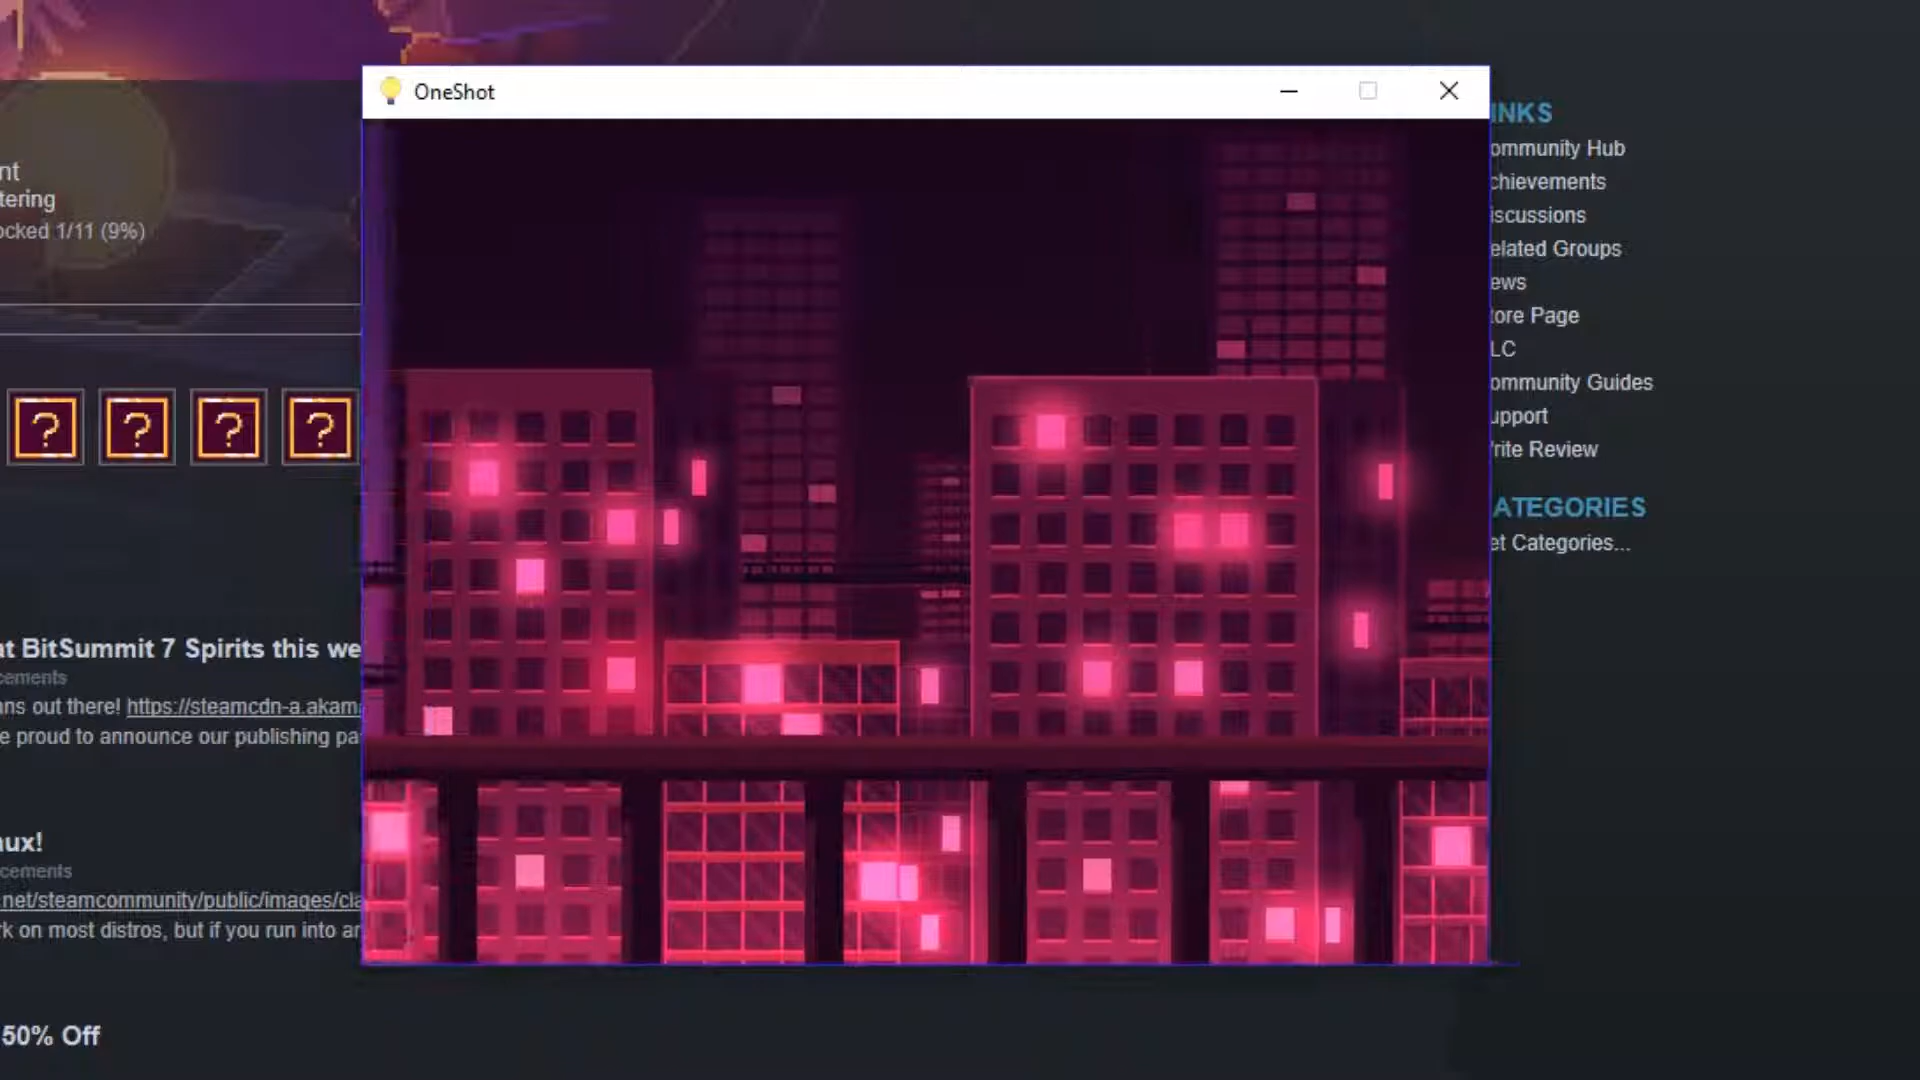 OneShot
INKS
ommunity Hub
chievements
iscussions
elated Groups
ews
tore Page
LC
ommunity Guides
upport
rite Review
ATEGORIES
et Categories...
nt
tering
ocked 1/11 (9%)
? ? ? ?
at BitSummit 7 Spirits this we
cements
ans out there! https://steamcdn-a.akam
e proud to announce our publishing pa
nux!
cements
.net/steamcommunity/public/images/cla
rk on most distros, but if you run into an
50% Off